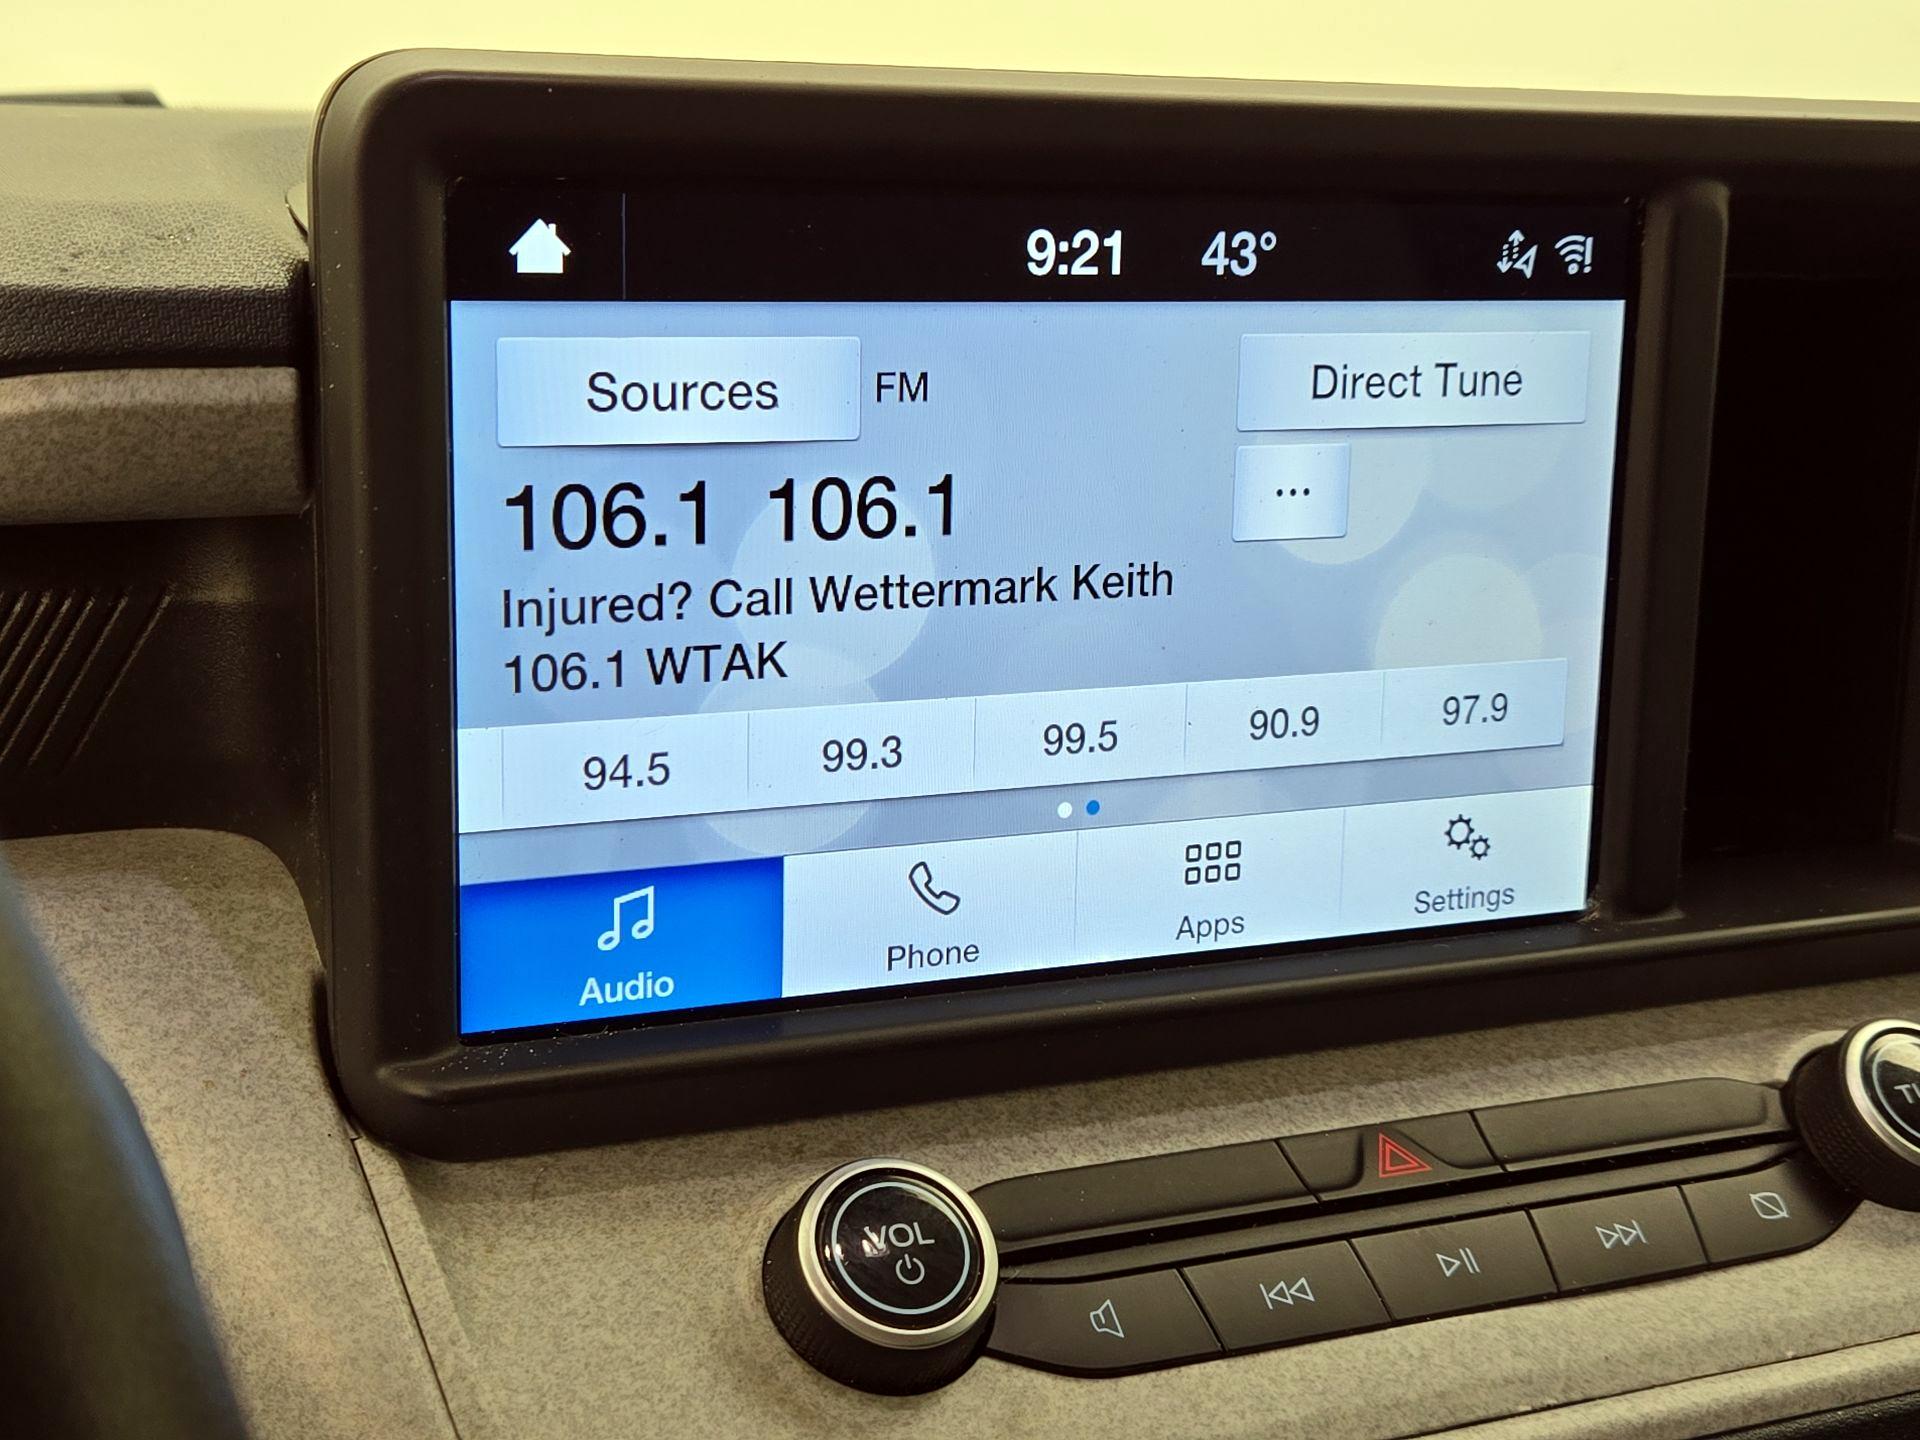 9:21 43°
Sources FM Direct Tune
106.1 106.1 ...
Injured? Call Wettermark Keith
106.1 WTAK
94.5 99.3 99.5 90.9 97.9
Audio Phone Apps Settings
VOL